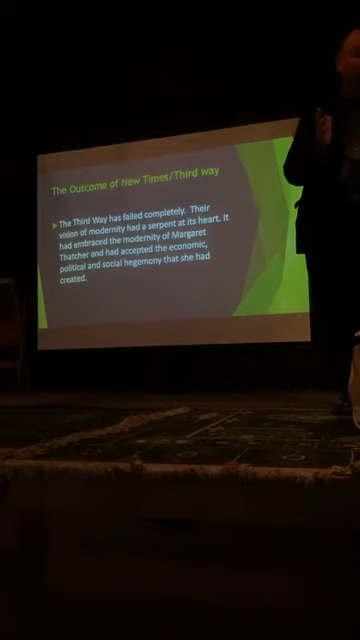 The Outcome of New Times/Third way
The Third Way has failed completely. Their
vision of modernity had a serpent at its heart. It
had embraced the modernity of Margaret
Thatcher and had accepted the economic,
political and social hegemony that she had
created.